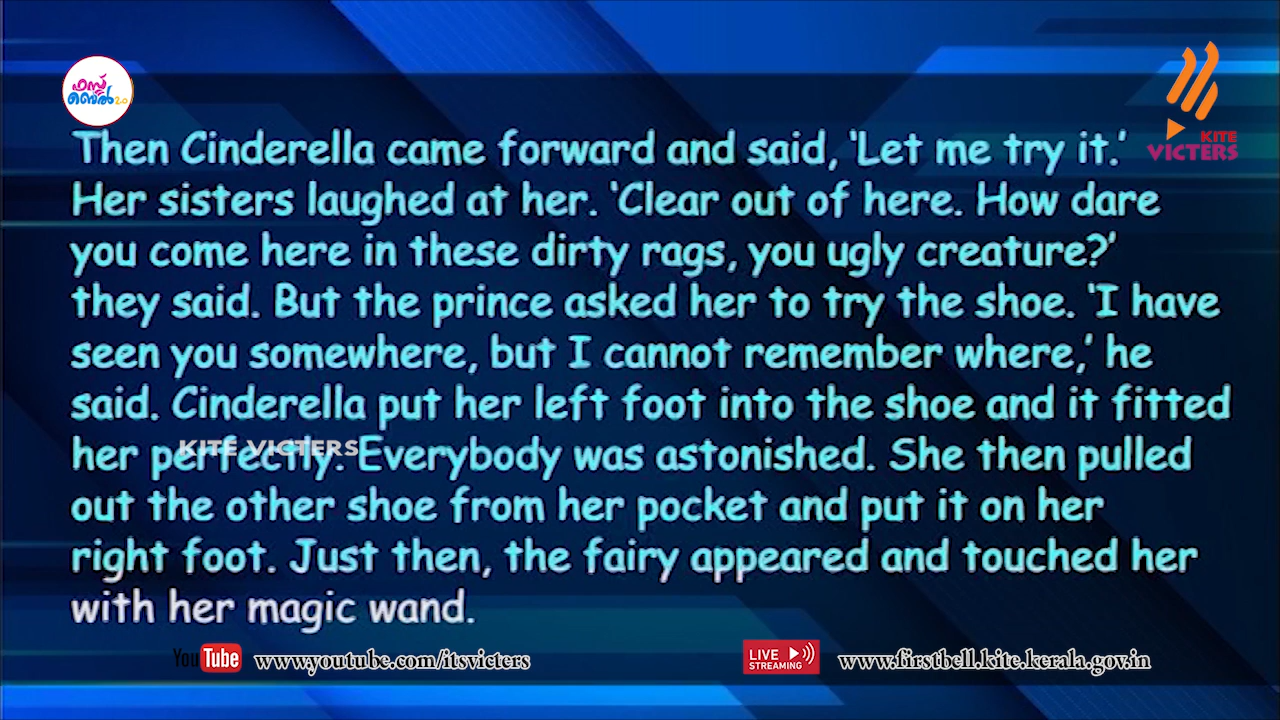 ഫസ്റ്റ്
ബെൽ 2.0
KITE
VICTERS
Then Cinderella came forward and said, 'Let me try it.'
Her sisters laughed at her. 'Clear out of here. How dare
you come here in these dirty rags, you ugly creature?'
they said. But the prince asked her to try the shoe. 'I have
seen you somewhere, but I cannot remember where,' he
said. Cinderella put her left foot into the shoe and it fitted
her perfectly. Everybody was astonished. She then pulled
KITE VICTERS
out the other shoe from her pocket and put it on her
right foot. Just then, the fairy appeared and touched her
with her magic wand.
YouTube www.youtube.com/itsvicters
LIVE STREAMING www.firstbell.kite.kerala.gov.in